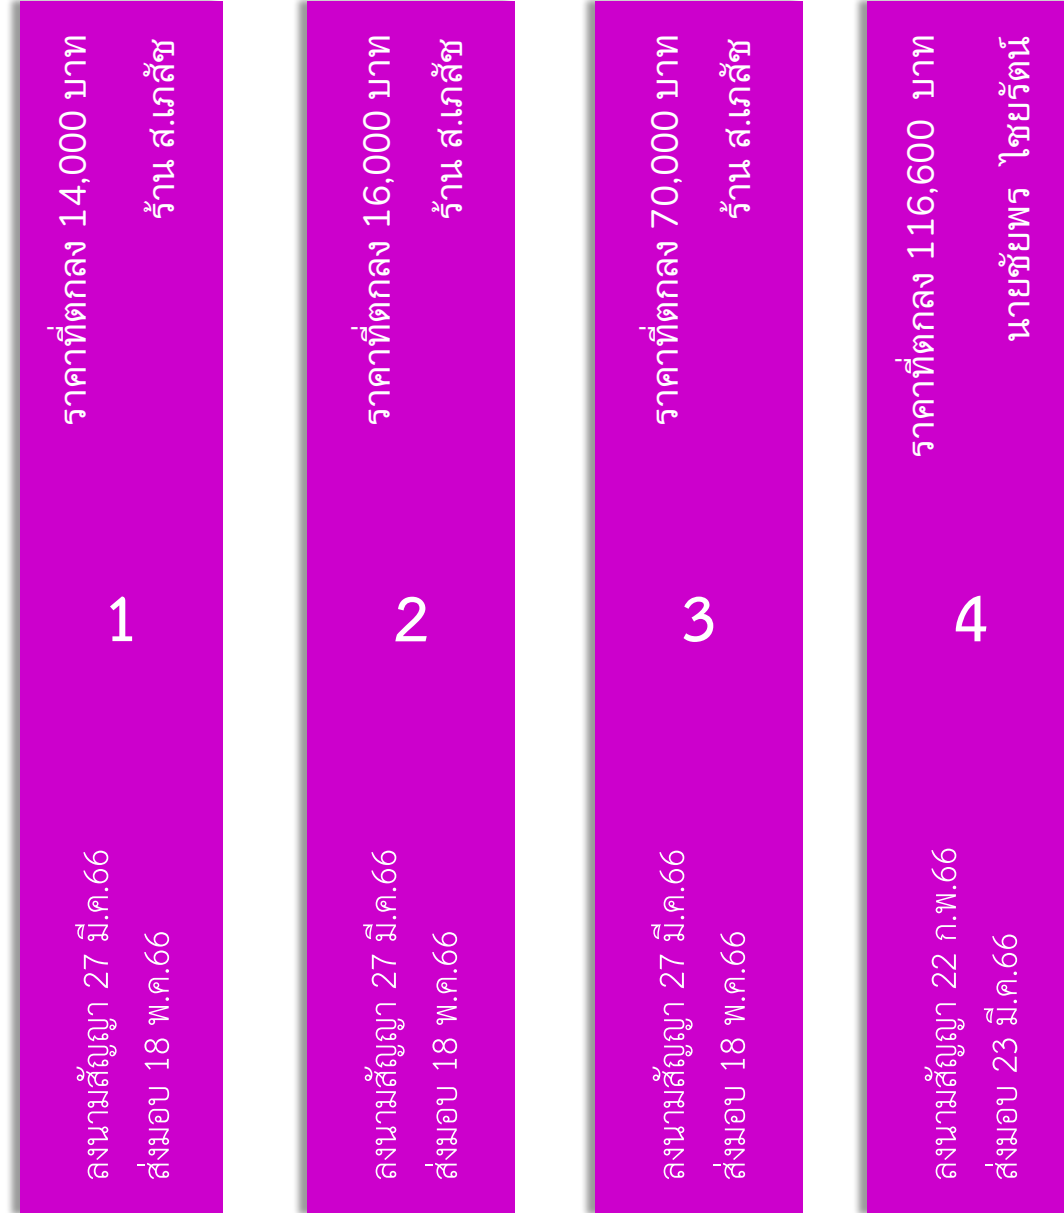 ราคาที่ตกลง 14,000 บาท
ร้าน ส.เภสัช
1
ลงนามสัญญา 27 มี.ค.66
ส่งมอบ 18 พ.ค.66
ราคาที่ตกลง 16,000 บาท
ร้าน ส.เภสัช
2
ลงนามสัญญา 27 มี.ค.66
ส่งมอบ 18 พ.ค.66
ราคาที่ตกลง 70,000 บาท
ร้าน ส.เภสัช
3
ลงนามสัญญา 27 มี.ค.66
ส่งมอบ 18 พ.ค.66
ราคาที่ตกลง 116,600 บาท
นายชัยพร ไชยรัตน์
4
ลงนามสัญญา 22 ก.พ.66
ส่งมอบ 23 มี.ค.66